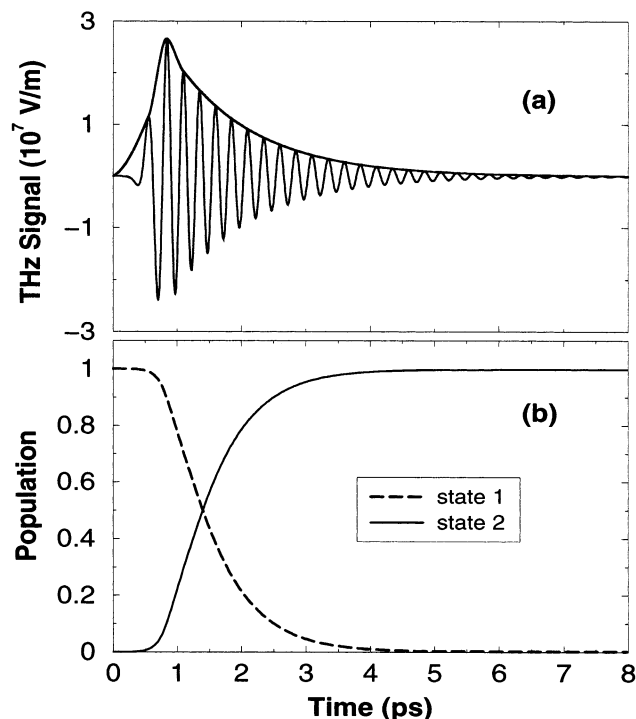 3
1
−1
−3
THz Signal (10⁷ V/m)
(a)
1
0.8
0.6
0.4
0.2
0
Population
(b)
state 1
state 2
0 1 2 3 4 5 6 7 8
Time (ps)